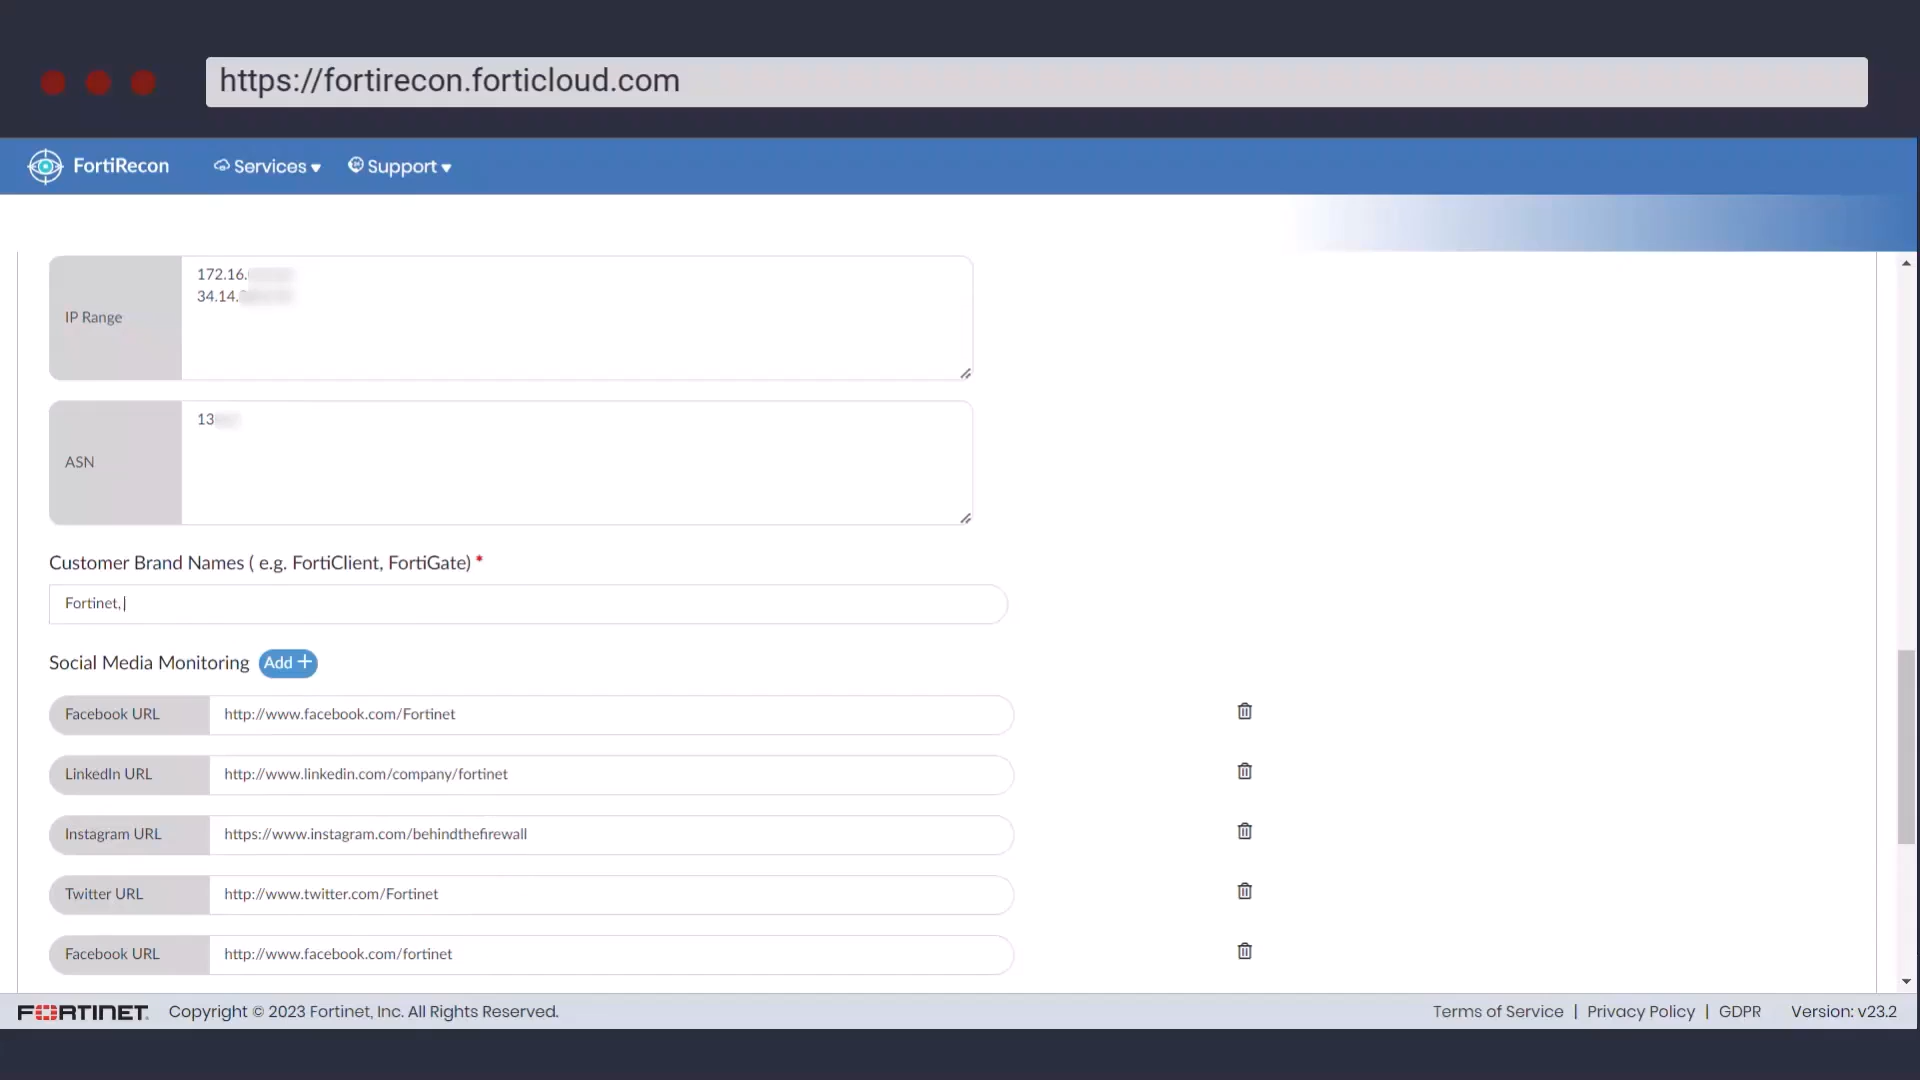 https://fortirecon.forticloud.com
FortiRecon Services Support
IP Range
172.16.
34.14.
ASN
13
Customer Brand Names ( e.g. FortiClient, FortiGate) *
Fortinet,
Social Media Monitoring Add +
Facebook URL http://www.facebook.com/Fortinet
LinkedIn URL http://www.linkedin.com/company/fortinet
Instagram URL https://www.instagram.com/behindthefirewall
Twitter URL http://www.twitter.com/Fortinet
Facebook URL http://www.facebook.com/fortinet
FORTINET Copyright © 2023 Fortinet, Inc. All Rights Reserved. Terms of Service | Privacy Policy | GDPR Version: v23.2